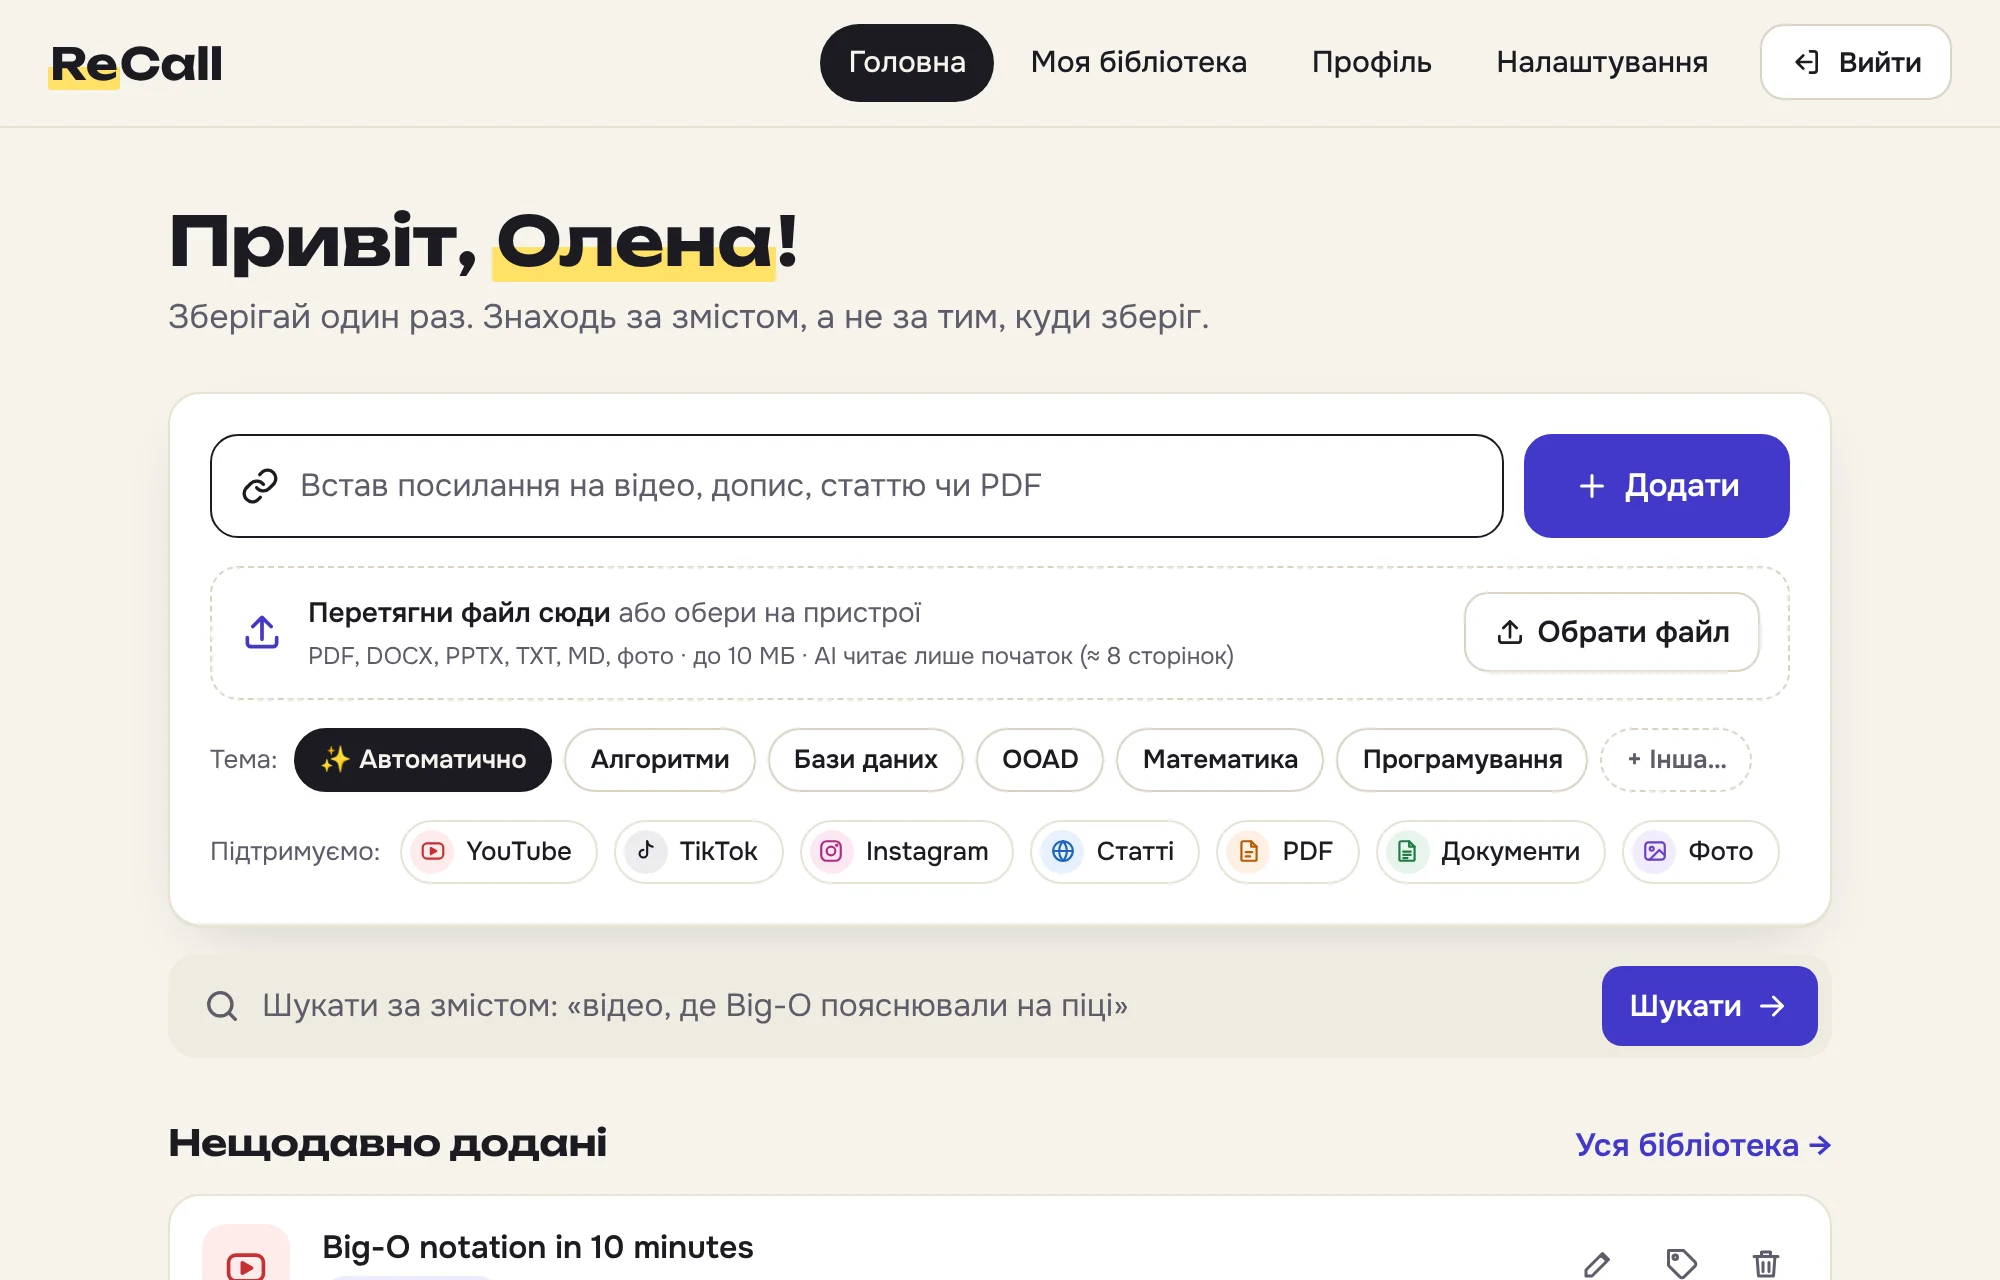 ReCall
Головна
Моя бібліотека
Профіль
Налаштування
Вийти
Привіт, Олена!
Зберігай один раз. Знаходь за змістом, а не за тим, куди зберіг.
Встав посилання на відео, допис, статтю чи PDF
+ Додати
Перетягни файл сюди або обери на пристрої
PDF, DOCX, PPTX, TXT, MD, фото · до 10 МБ · AI читає лише початок (≈ 8 сторінок)
Обрати файл
Тема: ✨ Автоматично Алгоритми Бази даних OOAD Математика Програмування + Інша...
Підтримуємо: YouTube TikTok Instagram Статті PDF Документи Фото
Шукати за змістом: «відео, де Big-O пояснювали на піці»
Шукати →
Нещодавно додані
Уся бібліотека →
Big-O notation in 10 minutes